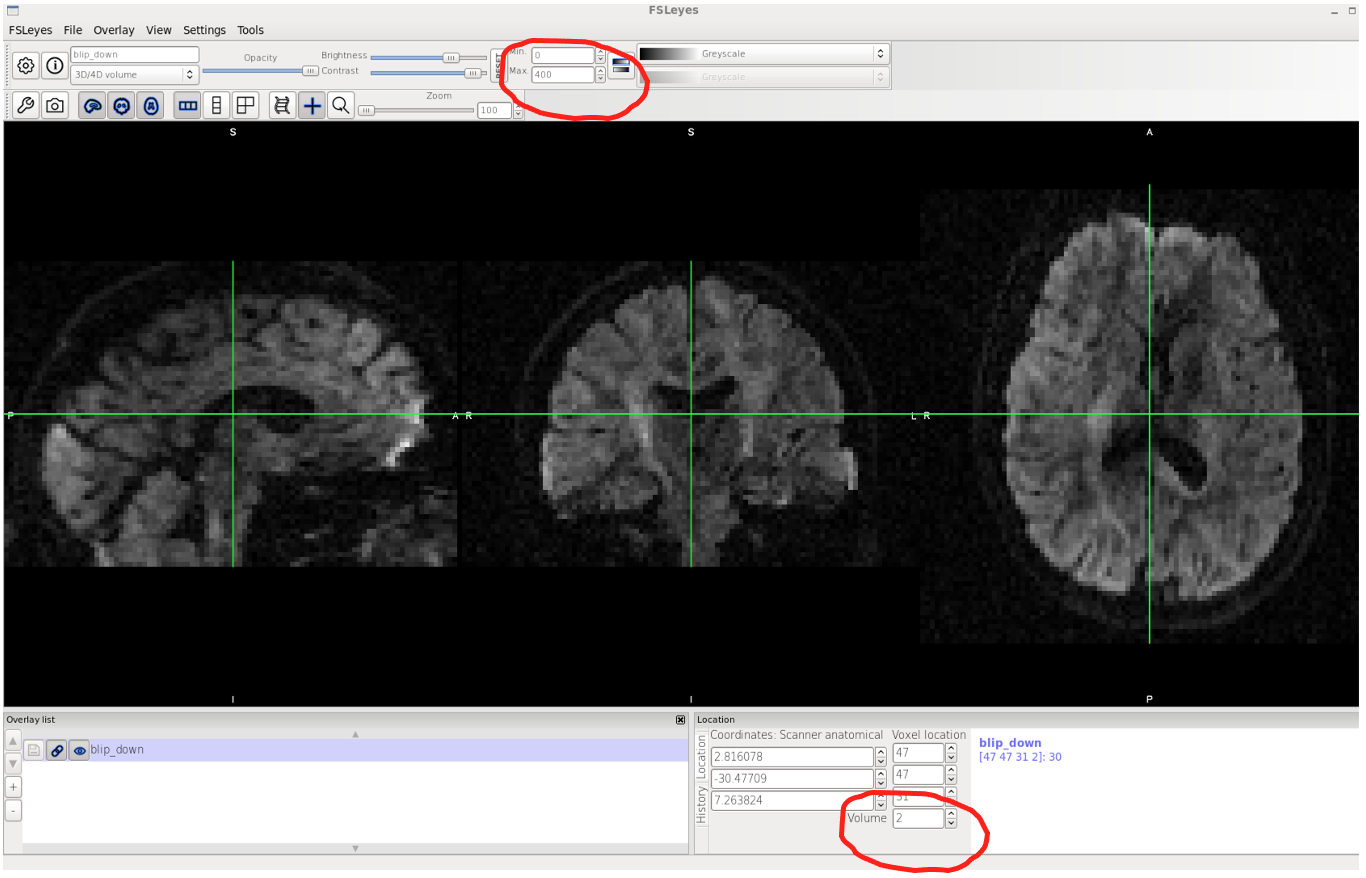 FSLeyes
FSLeyes File Overlay View Settings Tools
blip_down
3D/4D volume
Opacity
Brightness
Contrast
RESET
Min. 0
Max. 400
Greyscale
Greyscale
Zoom
100
S S A
P A R L R
I I P
Overlay list
blip_down
Location
Location
History
Coordinates: Scanner anatomical Voxel location
2.816078 47
-30.47709 47
7.263824 31
Volume 2
blip_down
[47 47 31 2]: 30